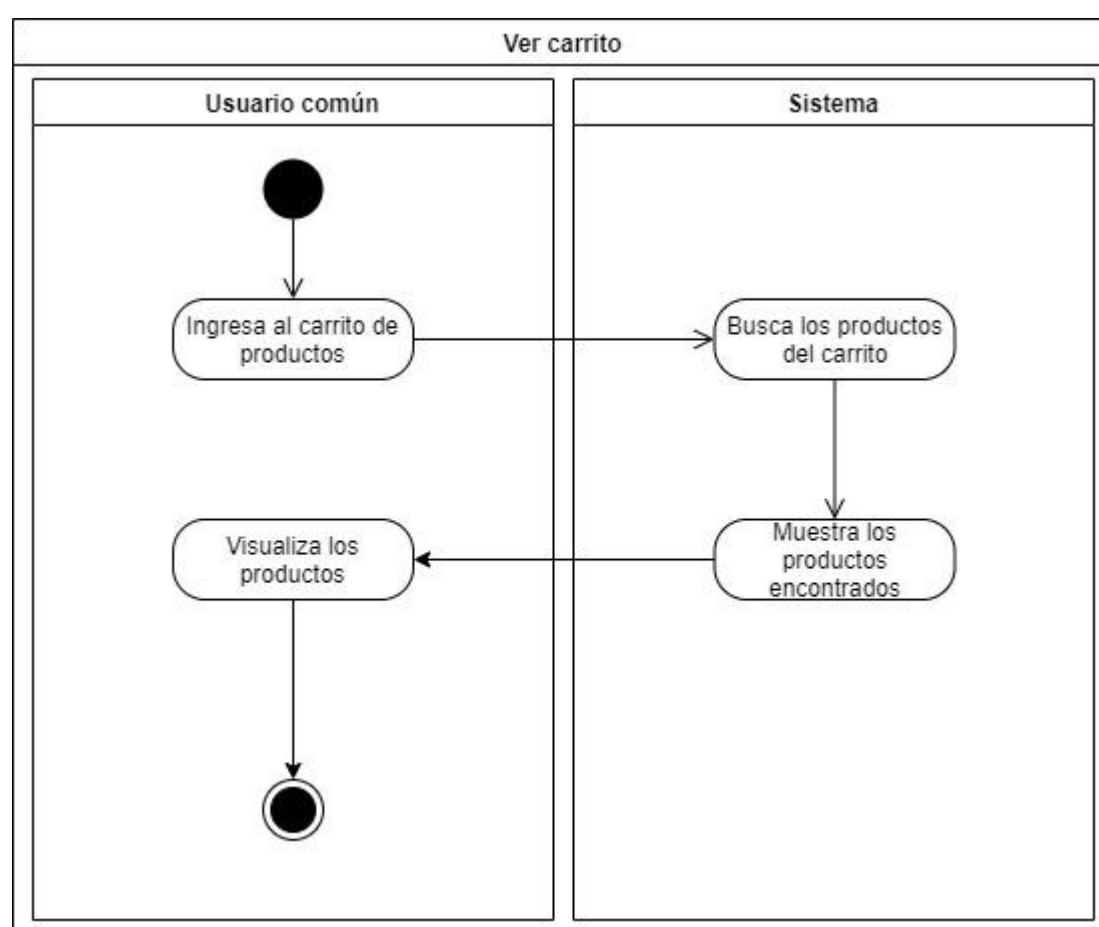 Ver carrito
Usuario común
Sistema
Ingresa al carrito de
productos
Busca los productos
del carrito
Visualiza los
productos
Muestra los
productos
encontrados